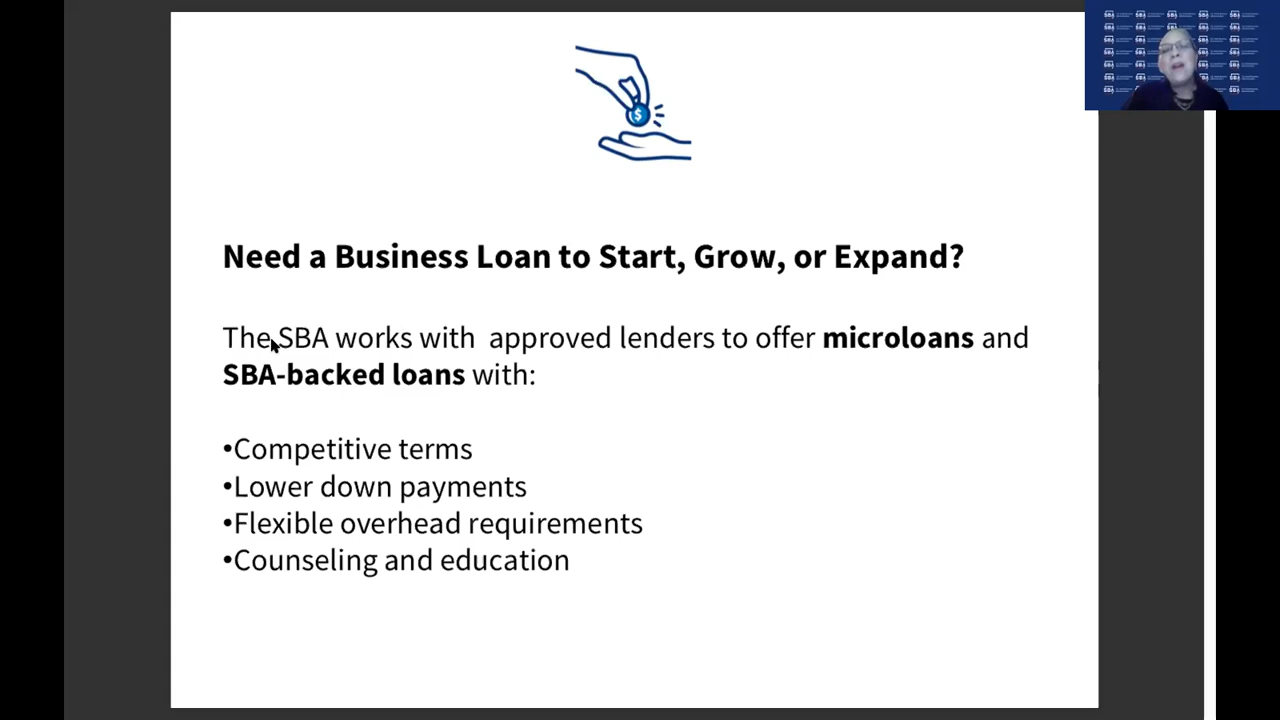 $
SBA
Need a Business Loan to Start, Grow, or Expand?
The SBA works with approved lenders to offer microloans and
SBA-backed loans with:
•Competitive terms
•Lower down payments
•Flexible overhead requirements
•Counseling and education